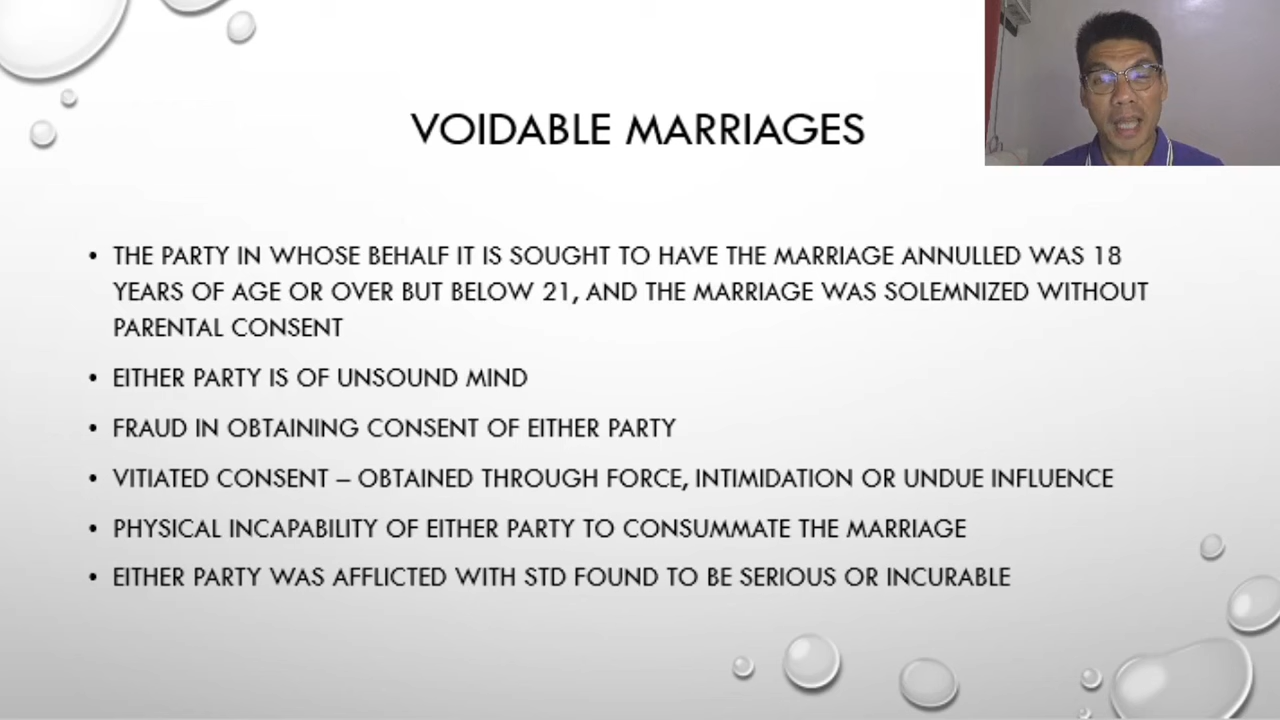 VOIDABLE MARRIAGES
• THE PARTY IN WHOSE BEHALF IT IS SOUGHT TO HAVE THE MARRIAGE ANNULLED WAS 18
YEARS OF AGE OR OVER BUT BELOW 21, AND THE MARRIAGE WAS SOLEMNIZED WITHOUT
PARENTAL CONSENT
• EITHER PARTY IS OF UNSOUND MIND
• FRAUD IN OBTAINING CONSENT OF EITHER PARTY
• VITIATED CONSENT – OBTAINED THROUGH FORCE, INTIMIDATION OR UNDUE INFLUENCE
• PHYSICAL INCAPABILITY OF EITHER PARTY TO CONSUMMATE THE MARRIAGE
• EITHER PARTY WAS AFFLICTED WITH STD FOUND TO BE SERIOUS OR INCURABLE